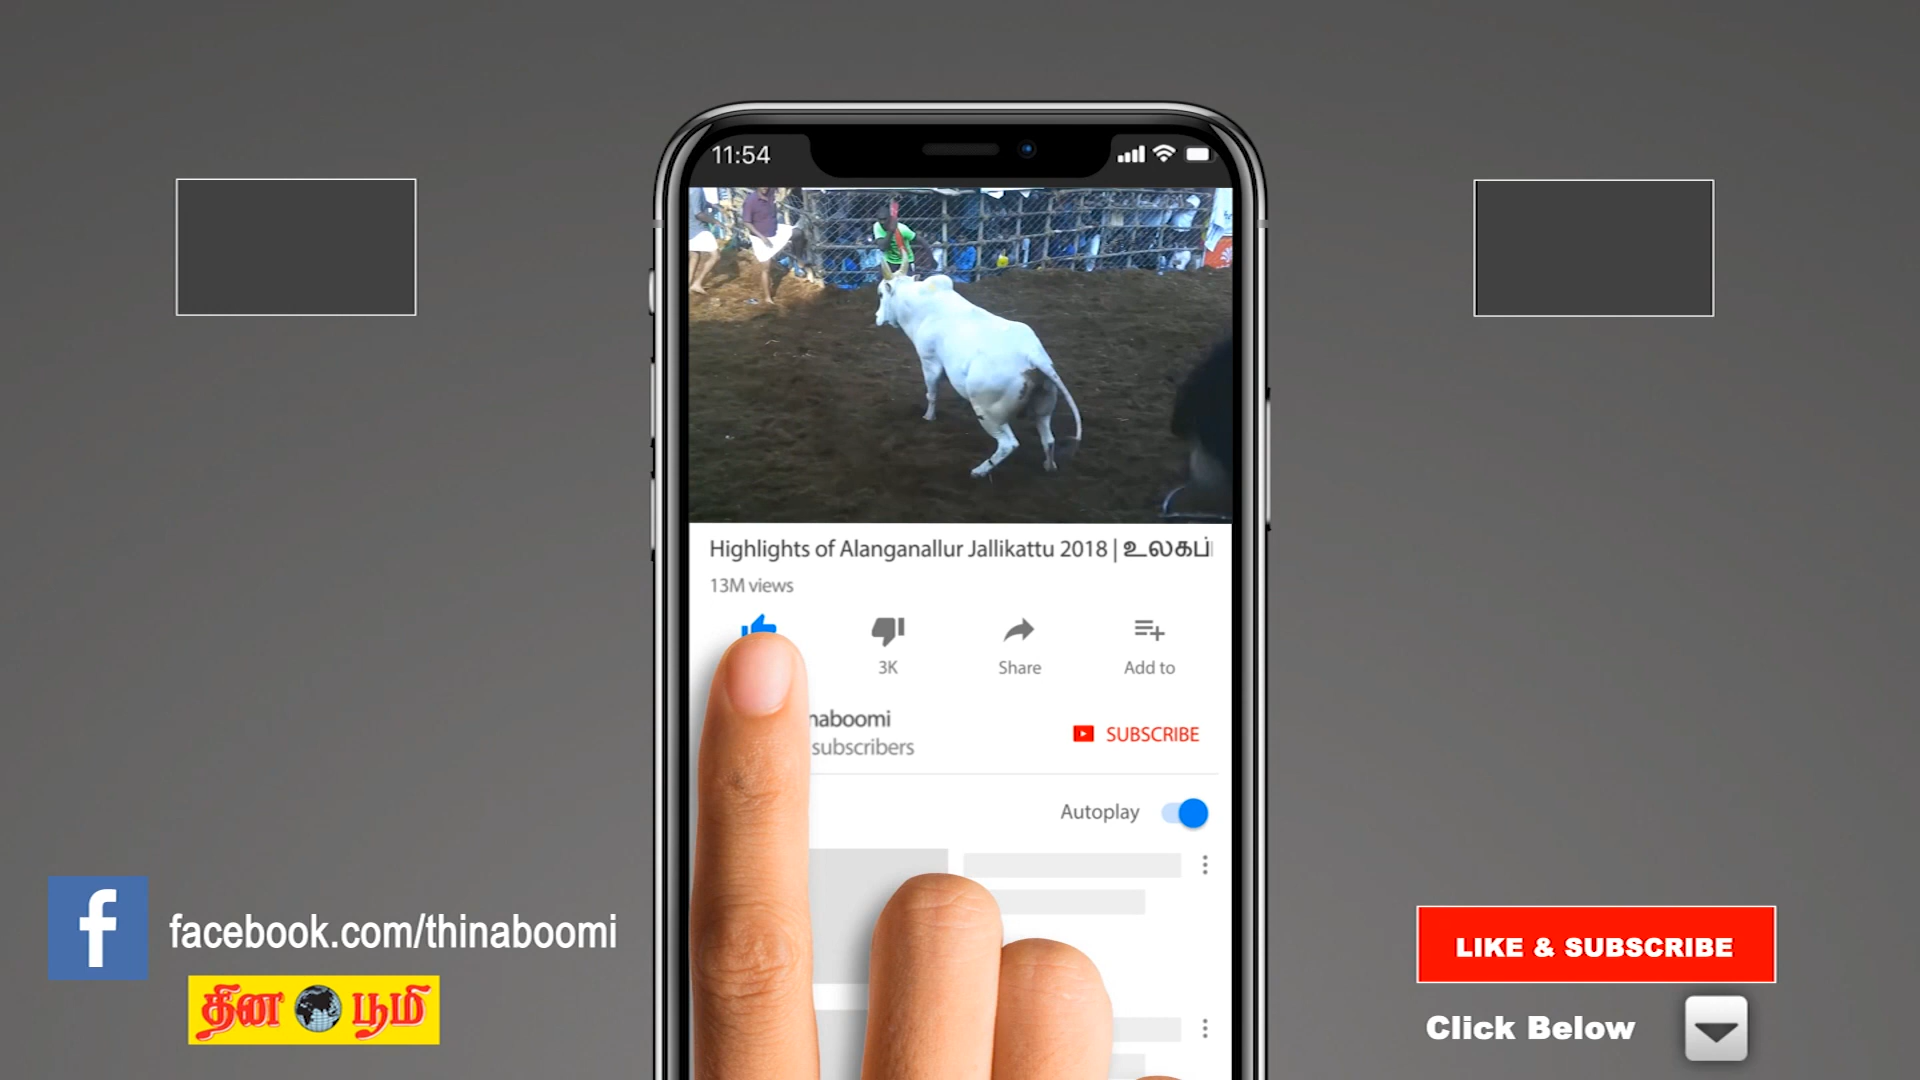 11:54
Highlights of Alanganallur Jallikattu 2018 | உலகப்
13M views
3K
Share
Add to
subscribers
SUBSCRIBE
Autoplay
facebook.com/thinaboomi
தின பூமி
LIKE & SUBSCRIBE
Click Below